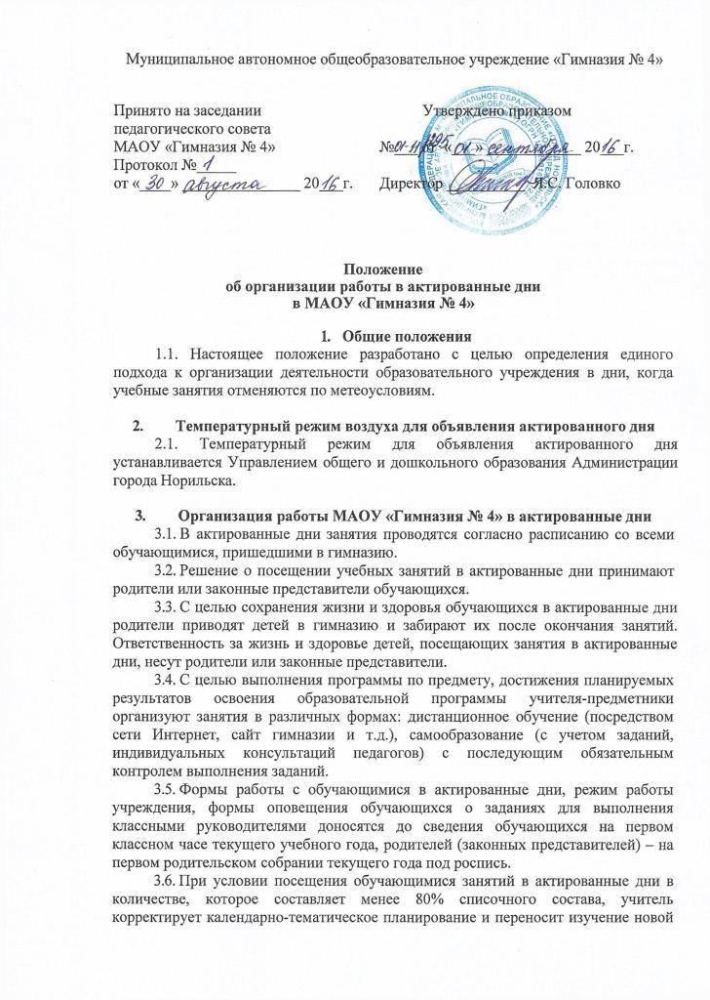 Муниципальное автономное общеобразовательное учреждение «Гимназия № 4»
Принято на заседании
педагогического совета
МАОУ «Гимназия № 4»
Протокол № 1
от « 30 » августа 2016 г.
Утверждено приказом
№ 01-11-295 от « 01 » сентября 2016 г.
Директор Я.С. Головко
Положение
об организации работы в актированные дни
в МАОУ «Гимназия № 4»
1. Общие положения
1.1. Настоящее положение разработано с целью определения единого
подхода к организации деятельности образовательного учреждения в дни, когда
учебные занятия отменяются по метеоусловиям.
2. Температурный режим воздуха для объявления актированного дня
2.1. Температурный режим для объявления актированного дня
устанавливается Управлением общего и дошкольного образования Администрации
города Норильска.
3. Организация работы МАОУ «Гимназия № 4» в актированные дни
3.1. В актированные дни занятия проводятся согласно расписанию со всеми
обучающимися, пришедшими в гимназию.
3.2. Решение о посещении учебных занятий в актированные дни принимают
родители или законные представители обучающихся.
3.3. С целью сохранения жизни и здоровья обучающихся в актированные дни
родители приводят детей в гимназию и забирают их после окончания занятий.
Ответственность за жизнь и здоровье детей, посещающих занятия в актированные
дни, несут родители или законные представители.
3.4. С целью выполнения программы по предмету, достижения планируемых
результатов освоения образовательной программы учителя-предметники
организуют занятия в различных формах: дистанционное обучение (посредством
сети Интернет, сайт гимназии и т.д.), самообразование (с учетом заданий,
индивидуальных консультаций педагогов) с последующим обязательным
контролем выполнения заданий.
3.5. Формы работы с обучающимися в актированные дни, режим работы
учреждения, формы оповещения обучающихся о заданиях для выполнения
классными руководителями доносятся до сведения обучающихся на первом
классном часе текущего учебного года, родителей (законных представителей) – на
первом родительском собрании текущего года под роспись.
3.6. При условии посещения обучающимися занятий в актированные дни в
количестве, которое составляет менее 80% списочного состава, учитель
корректирует календарно-тематическое планирование и переносит изучение новой